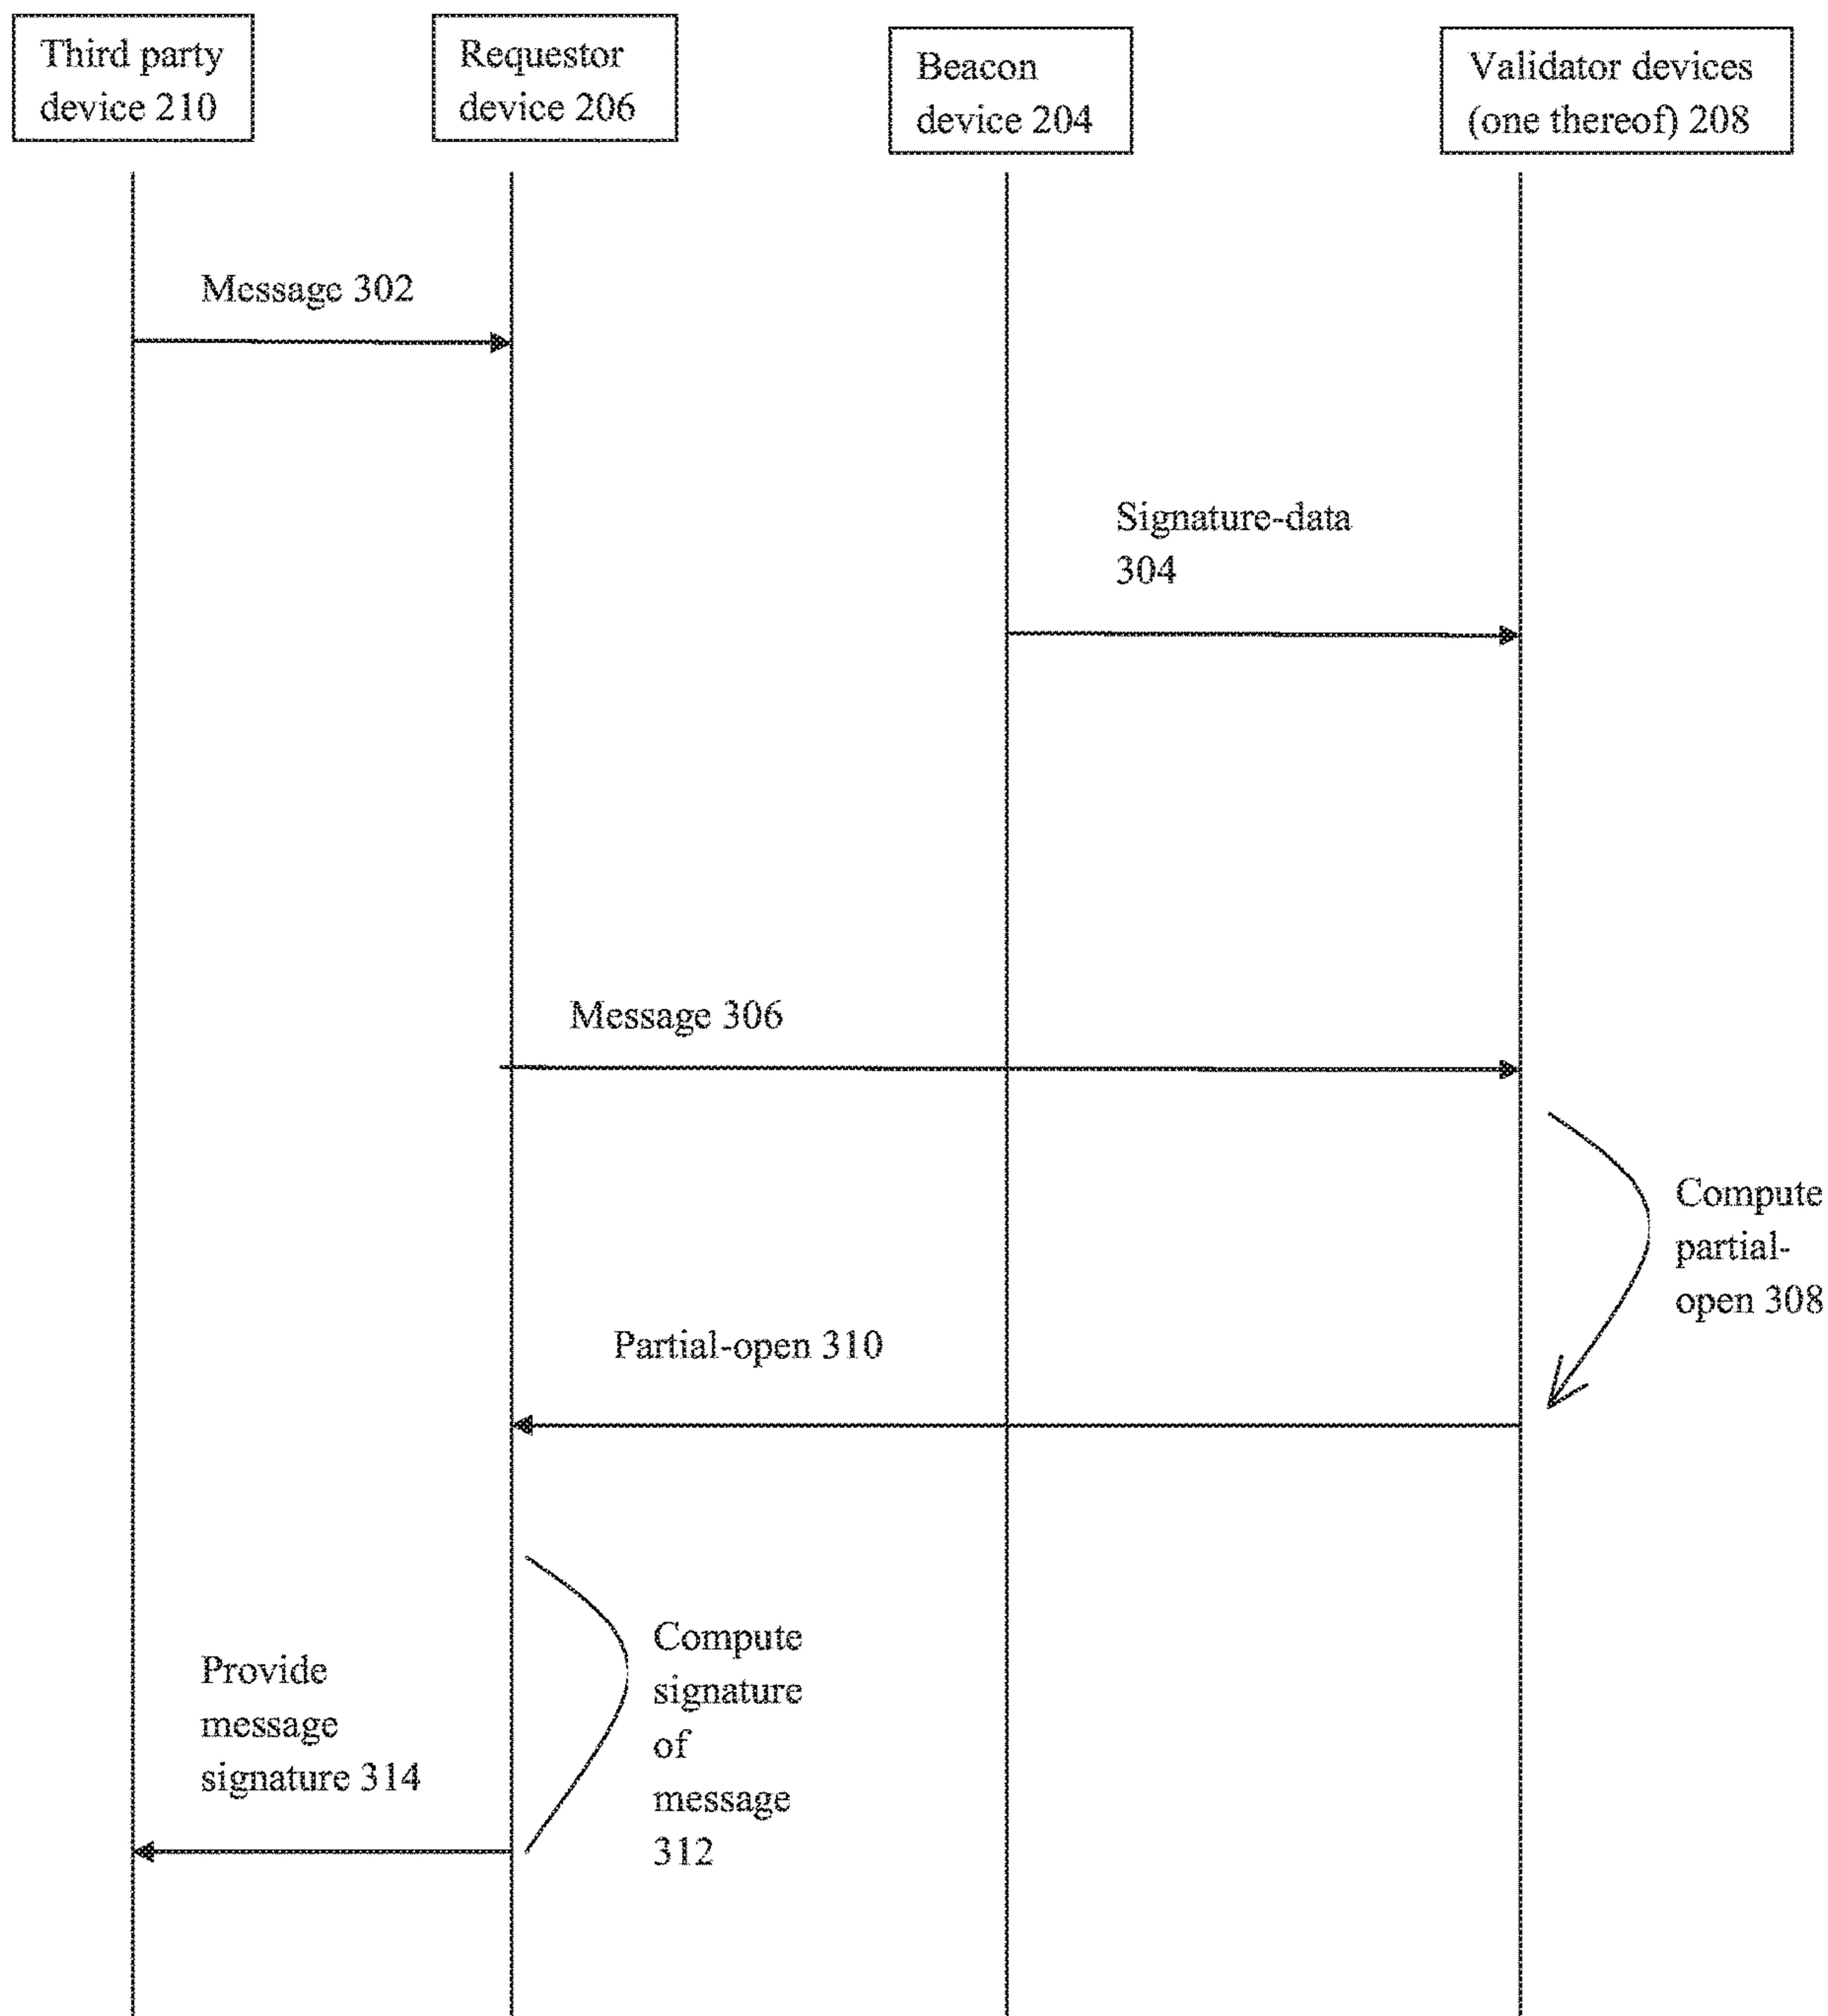 Third party
device 210
Requestor
device 206
Beacon
device 204
Validator devices
(one thereof) 208
Message 302
Signature-data
304
Message 306
Compute
partial-
open 308
Partial-open 310
Compute
signature
of
message
312
Provide
message
signature 314